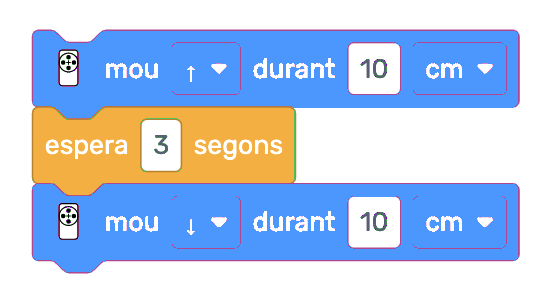 mou ↑ durant 10 cm
espera 3 segons
mou ↓ durant 10 cm